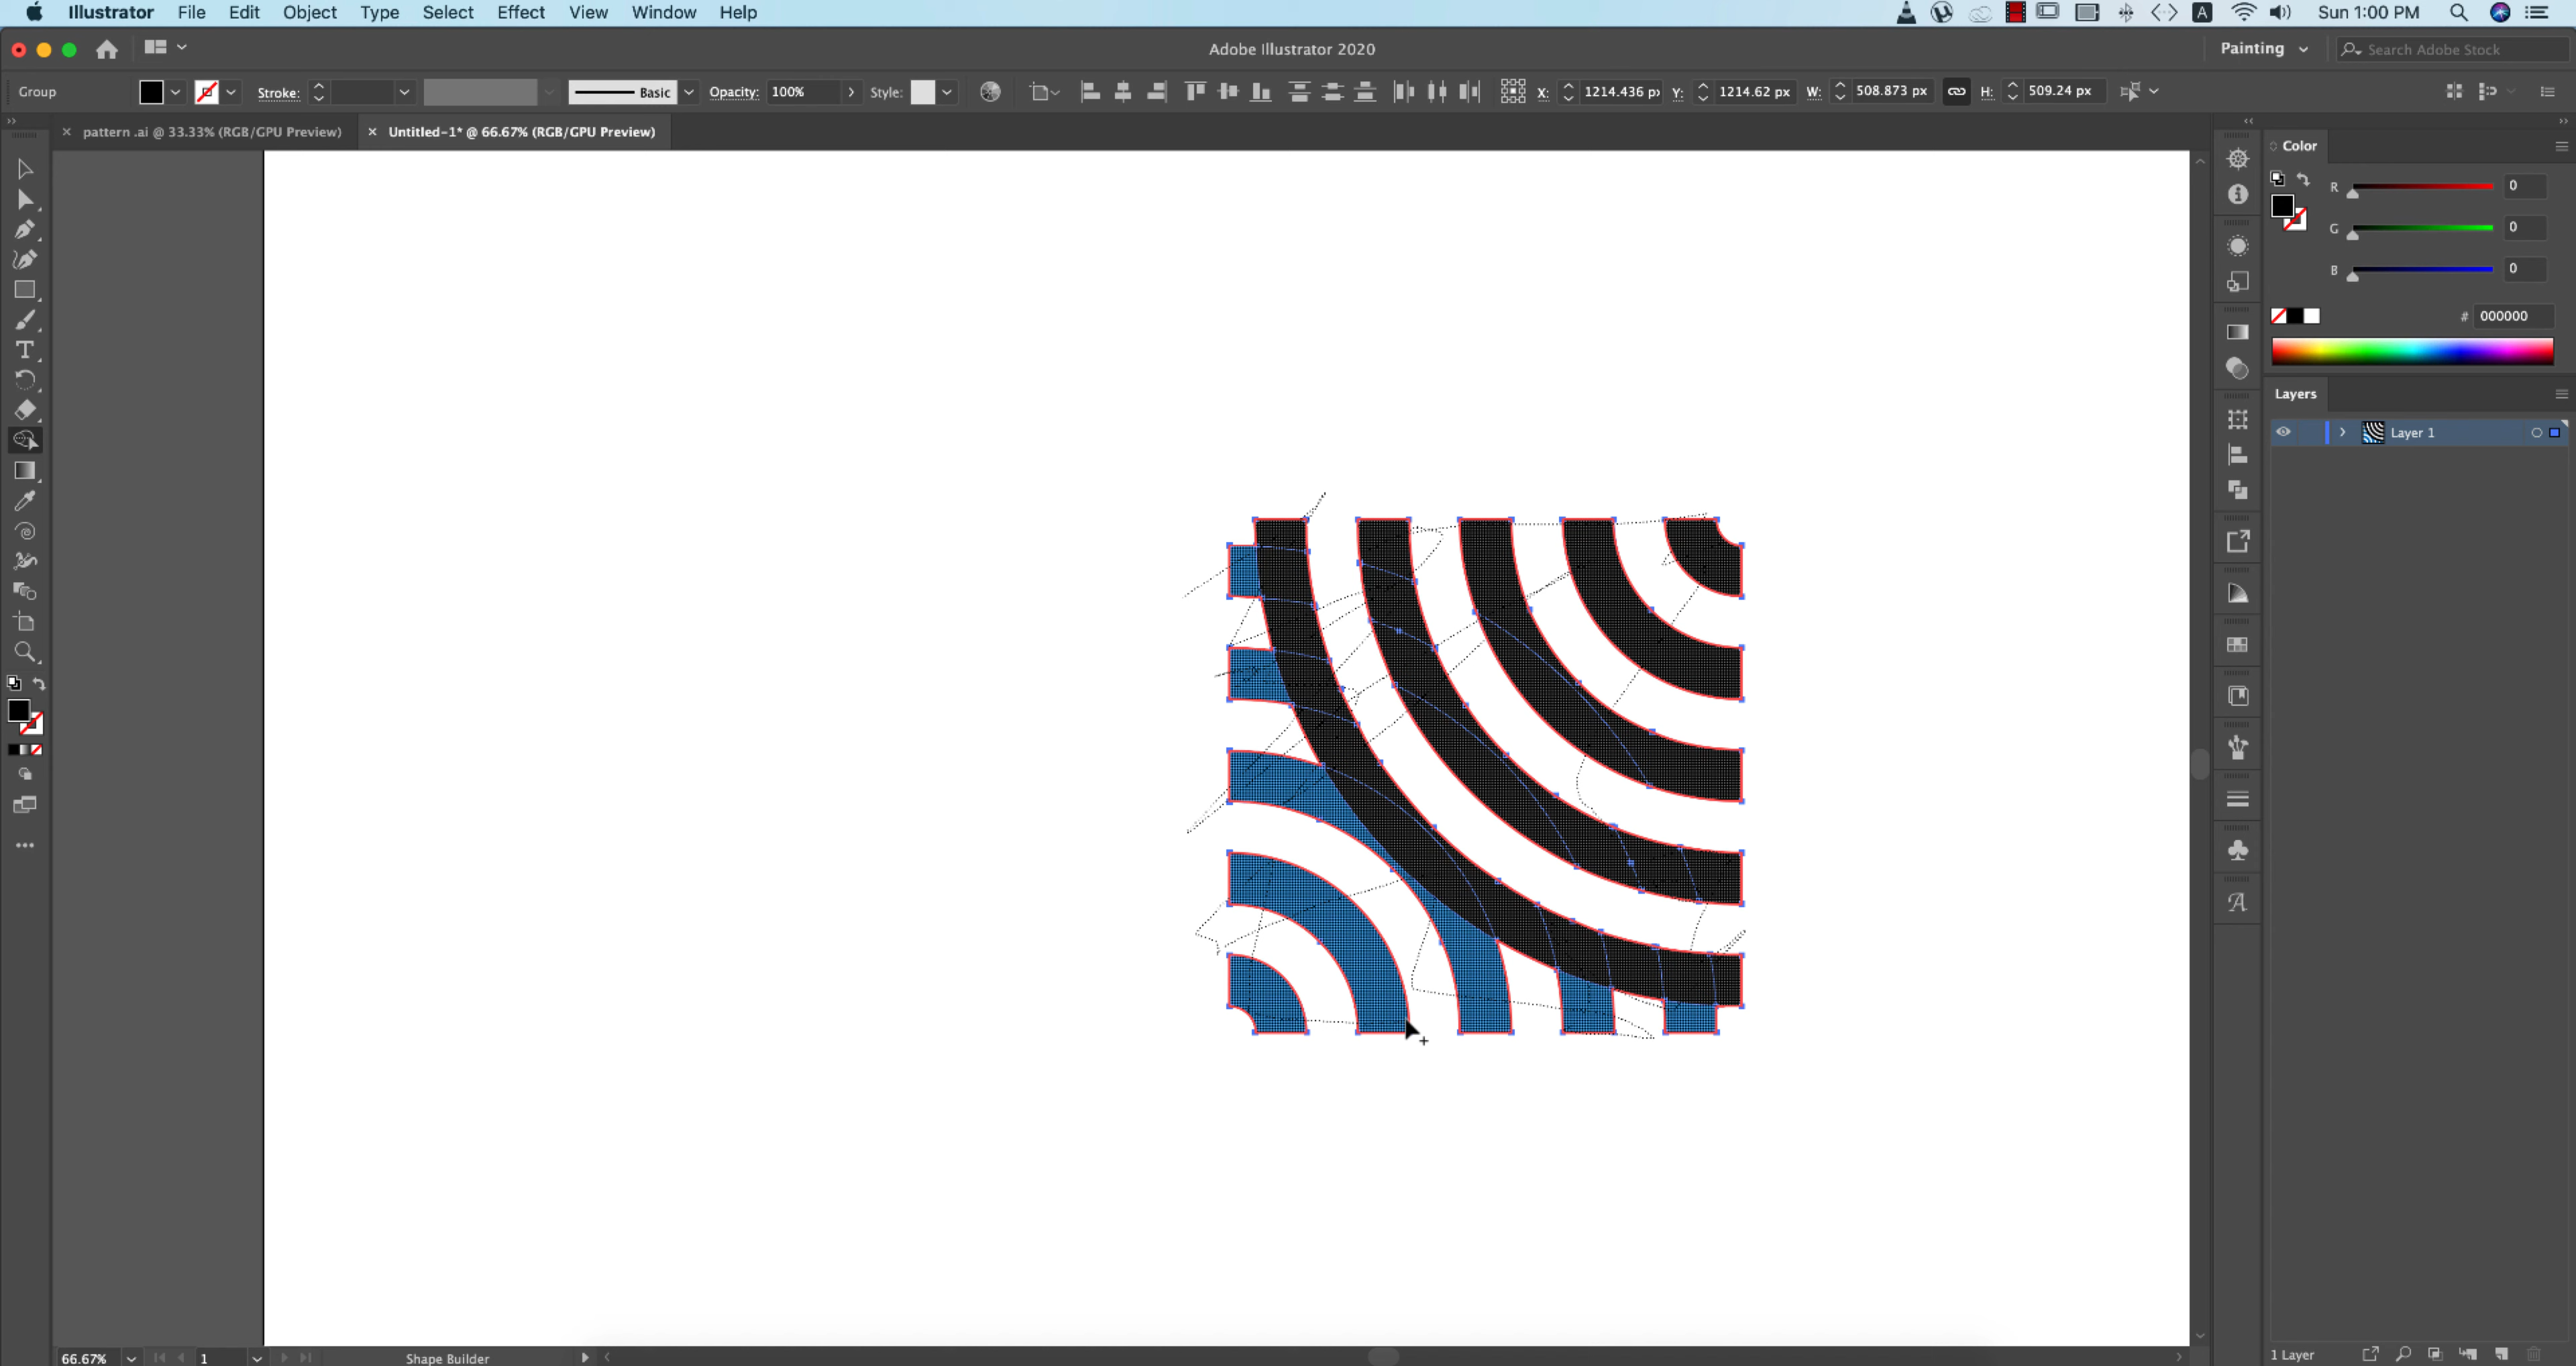 Illustrator File Edit Object Type Select Effect View Window Help A Sun 1:00 PM
Adobe Illustrator 2020 Painting Search Adobe Stock
Group Stroke: Basic Opacity: 100% Style: X: 1214.436 p Y: 1214.62 px W: 508.873 px H: 509.24 px
× pattern .ai @ 33.33% (RGB/GPU Preview) × Untitled-1* @ 66.67% (RGB/GPU Preview)
Color
R 0
G 0
B 0
# 000000
Layers
Layer 1
66.67% 1 Shape Builder 1 Layer